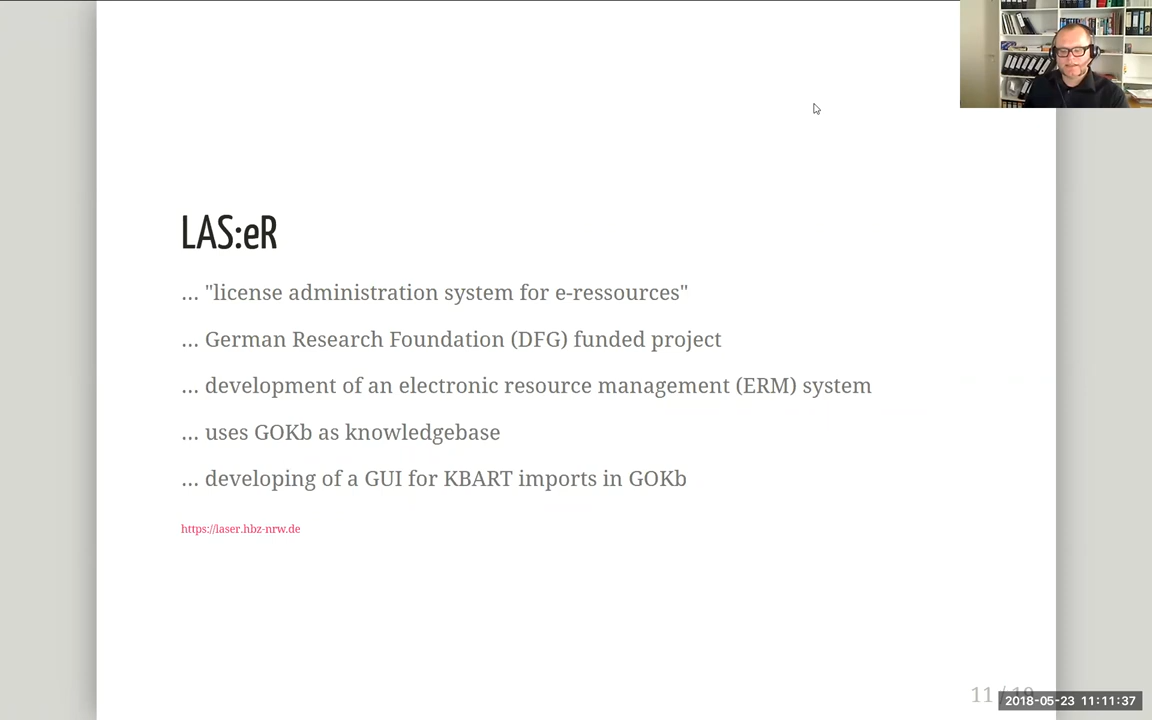 LAS:eR
... "license administration system for e-ressources"
... German Research Foundation (DFG) funded project
... development of an electronic resource management (ERM) system
... uses GOKb as knowledgebase
... developing of a GUI for KBART imports in GOKb
https://laser.hbz-nrw.de
11 / 19
2018-05-23 11:11:37